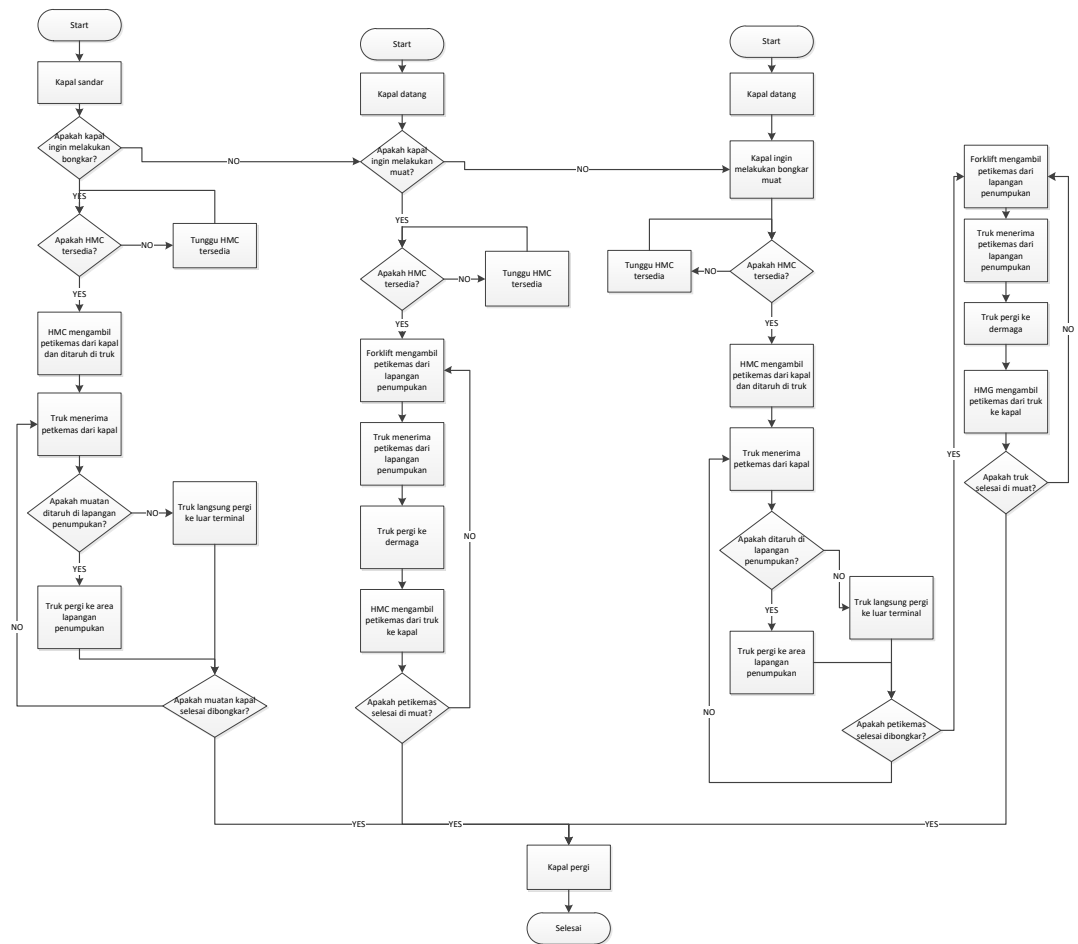 Start
Kapal sandar
Apakah kapal
ingin melakukan
bongkar?
NO
YES
Apakah HMC
tersedia?
NO
Tunggu HMC
tersedia
YES
HMC mengambil
petikemas dari kapal
dan ditaruh di truk
Truk menerima
petkemas dari kapal
Apakah muatan
ditaruh di lapangan
penumpukan?
NO
Truk langsung pergi
ke luar terminal
YES
Truk pergi ke area
lapangan
penumpukan
NO
Apakah muatan kapal
selesai dibongkar?
YES
Start
Kapal datang
Apakah kapal
ingin melakukan
muat?
NO
YES
Apakah HMC
tersedia?
NO
Tunggu HMC
tersedia
YES
Forklift mengambil
petikemas dari
lapangan
penumpukan
Truk menerima
petikemas dari
lapangan
penumpukan
Truk pergi ke
dermaga
NO
HMC mengambil
petikemas dari truk
ke kapal
Apakah petikemas
selesai di muat?
YES
Start
Kapal datang
Kapal ingin
melakukan bongkar
muat
Apakah HMC
tersedia?
NO
Tunggu HMC
tersedia
YES
HMC mengambil
petikemas dari kapal
dan ditaruh di truk
Truk menerima
petkemas dari kapal
Apakah ditaruh di
lapangan
penumpukan?
NO
Truk langsung pergi
ke luar terminal
YES
Truk pergi ke area
lapangan
penumpukan
NO
Apakah petikemas
selesai dibongkar?
YES
Forklift mengambil
petikemas dari
lapangan
penumpukan
Truk menerima
petikemas dari
lapangan
penumpukan
Truk pergi ke
dermaga
NO
HMG mengambil
petikemas dari truk
ke kapal
Apakah truk
selesai di muat?
YES
Kapal pergi
Selesai